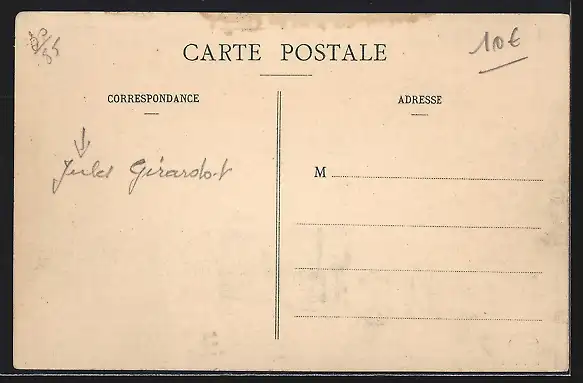 10€
CARTE POSTALE
CORRESPONDANCE
ADRESSE
Jules Girardot
M